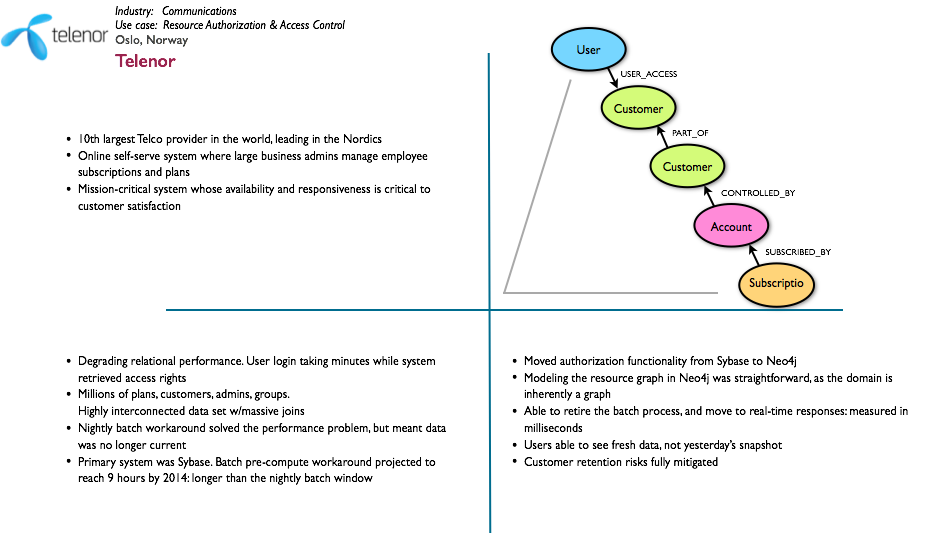 Industry: Communications
Use case: Resource Authorization & Access Control
telenor
Oslo, Norway
Telenor
• 10th largest Telco provider in the world, leading in the Nordics
• Online self-serve system where large business admins manage employee
subscriptions and plans
• Mission-critical system whose availability and responsiveness is critical to
customer satisfaction
User
USER_ACCESS
Customer
PART_OF
Customer
CONTROLLED_BY
Account
SUBSCRIBED_BY
Subscriptio
• Degrading relational performance. User login taking minutes while system
retrieved access rights
• Millions of plans, customers, admins, groups.
Highly interconnected data set w/massive joins
• Nightly batch workaround solved the performance problem, but meant data
was no longer current
• Primary system was Sybase. Batch pre-compute workaround projected to
reach 9 hours by 2014: longer than the nightly batch window
• Moved authorization functionality from Sybase to Neo4j
• Modeling the resource graph in Neo4j was straightforward, as the domain is
inherently a graph
• Able to retire the batch process, and move to real-time responses: measured in
milliseconds
• Users able to see fresh data, not yesterday's snapshot
• Customer retention risks fully mitigated